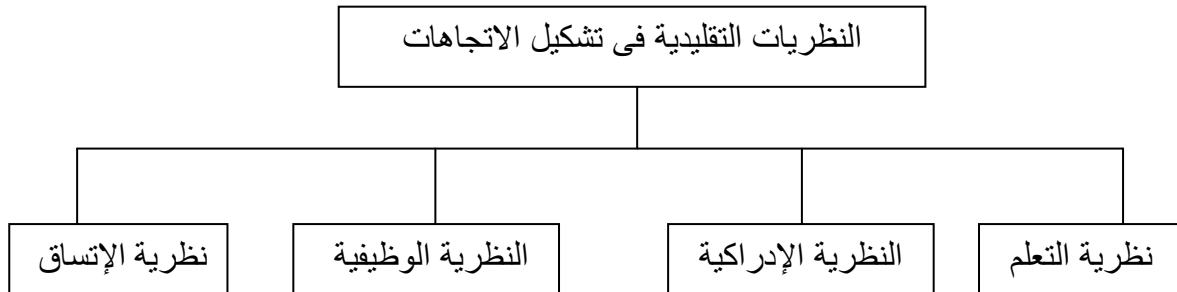 النظريات التقليدية فى تشكيل الاتجاهات
نظرية التعلم
النظرية الإدراكية
النظرية الوظيفية
نظرية الإتساق